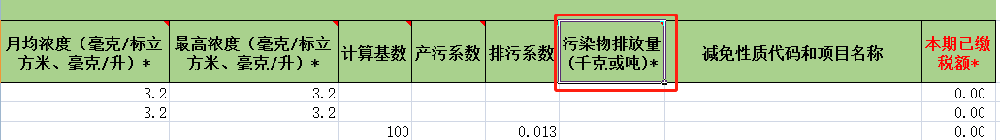 月均浓度（毫克/标立方米、毫克/升）* 最高浓度（毫克/标立方米、毫克/升）* 计算基数 产污系数 排污系数 污染物排放量(千克或吨)* 减免性质代码和项目名称 本期已缴税额*
3.2 3.2 0.00
3.2 3.2 0.00
100 0.013 0.00